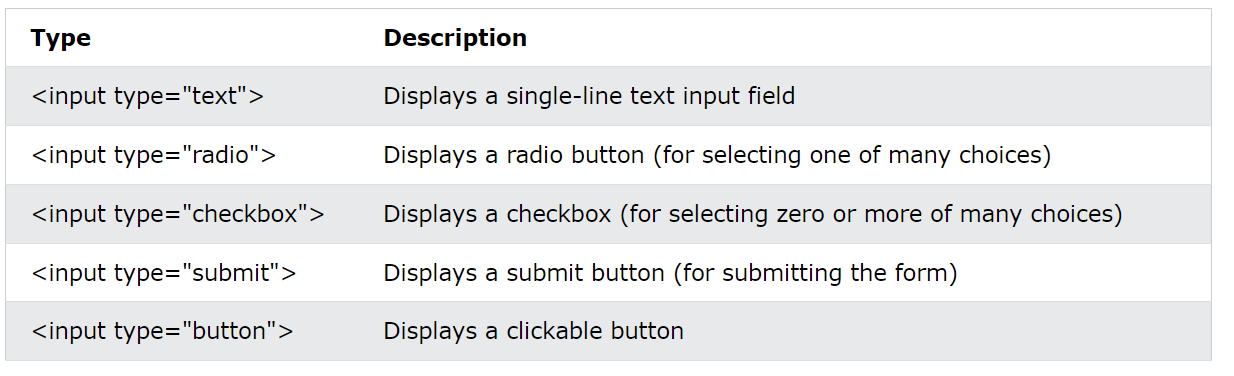 Type Description
<input type="text"> Displays a single-line text input field
<input type="radio"> Displays a radio button (for selecting one of many choices)
<input type="checkbox"> Displays a checkbox (for selecting zero or more of many choices)
<input type="submit"> Displays a submit button (for submitting the form)
<input type="button"> Displays a clickable button